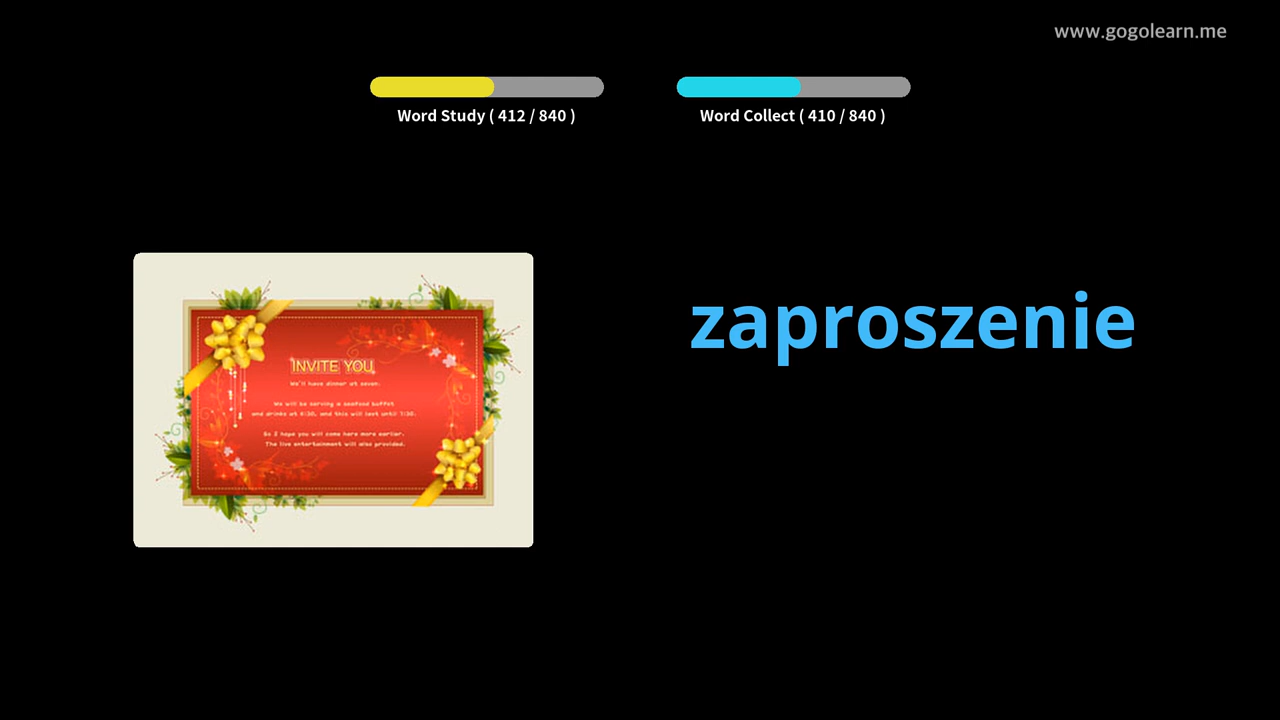 www.gogolearn.me
Word Study ( 412 / 840 )
Word Collect ( 410 / 840 )
zaproszenie
INVITE YOU
We'll have dinner at seven.
We will be serving a seafood buffet
and drinks at 6:30, and this will last until 7:30.
So I hope you will come here more earlier.
The live entertainment will also provided.